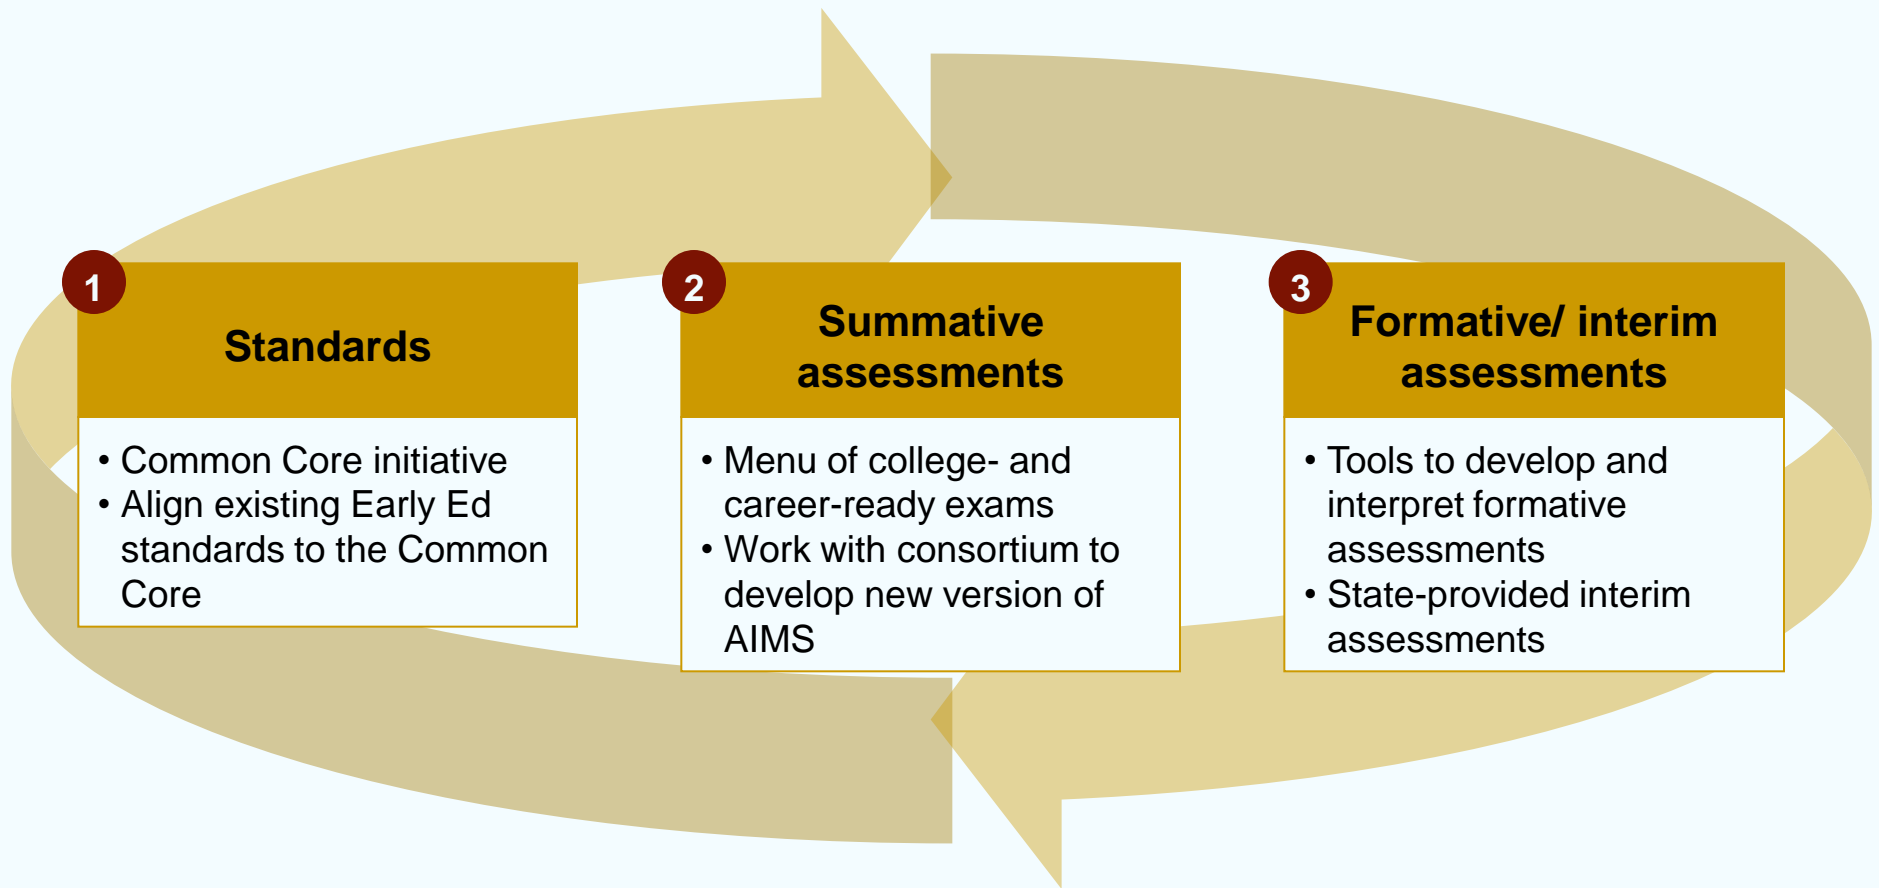 1
Standards
• Common Core initiative
• Align existing Early Ed
standards to the Common
Core
2
Summative
assessments
• Menu of college- and
career-ready exams
• Work with consortium to
develop new version of
AIMS
3
Formative/ interim
assessments
• Tools to develop and
interpret formative
assessments
• State-provided interim
assessments